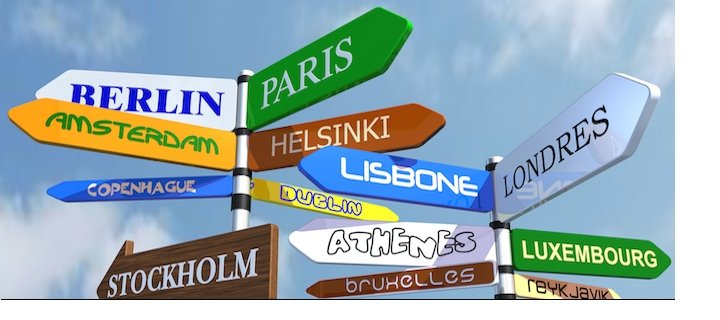 PARIS
BERLIN
AMSTERDAM
HELSINKI
COPENHAGUE
DUBLIN
STOCKHOLM
LONDRES
LISBONE
ATHENES
LUXEMBOURG
bruxelles
REYKJAVIK